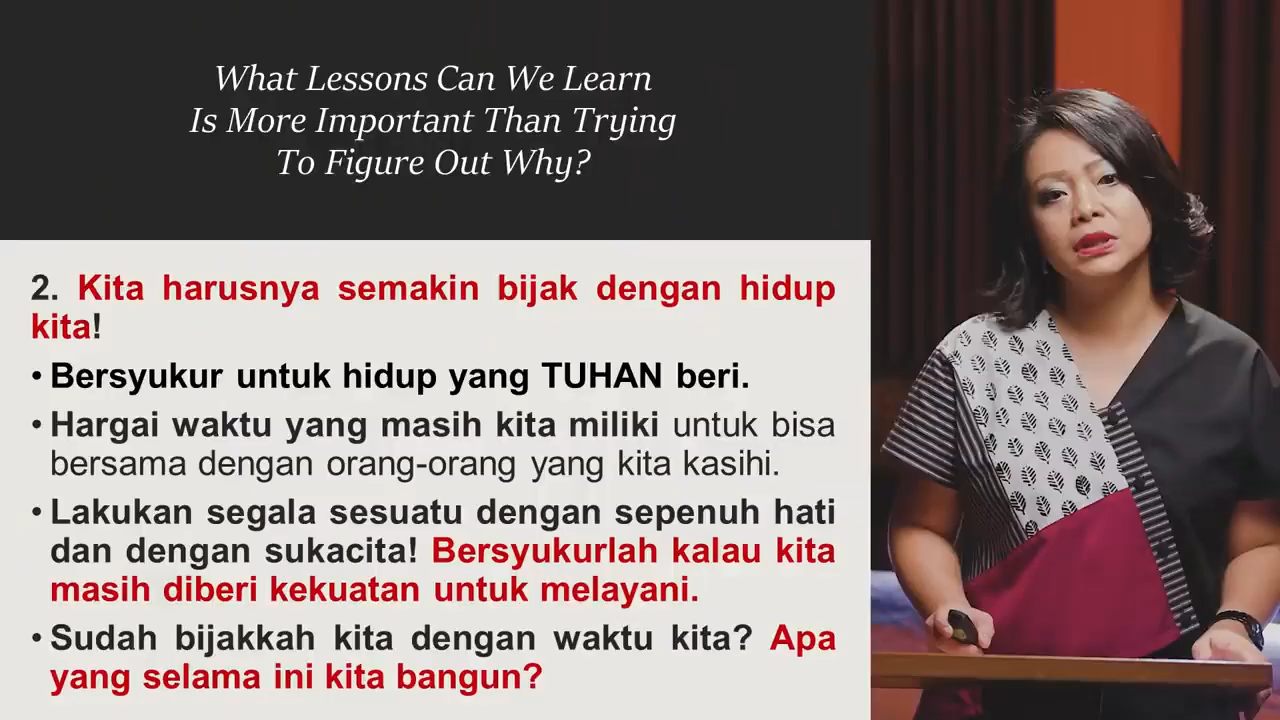 What Lessons Can We Learn
Is More Important Than Trying
To Figure Out Why?
2. Kita harusnya semakin bijak dengan hidup
kita!
• Bersyukur untuk hidup yang TUHAN beri.
• Hargai waktu yang masih kita miliki untuk bisa
bersama dengan orang-orang yang kita kasihi.
• Lakukan segala sesuatu dengan sepenuh hati
dan dengan sukacita! Bersyukurlah kalau kita
masih diberi kekuatan untuk melayani.
• Sudah bijakkah kita dengan waktu kita? Apa
yang selama ini kita bangun?